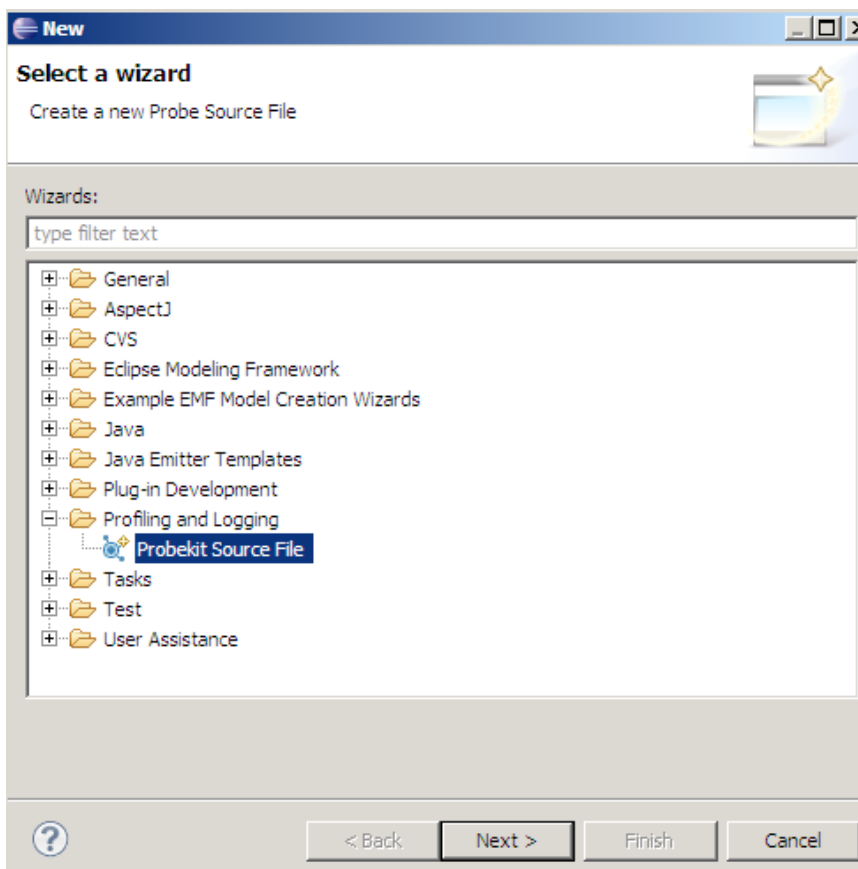 New
Select a wizard
Create a new Probe Source File
Wizards:
type filter text
General
AspectJ
CVS
Eclipse Modeling Framework
Example EMF Model Creation Wizards
Java
Java Emitter Templates
Plug-in Development
Profiling and Logging
Probekit Source File
Tasks
Test
User Assistance
? < Back Next > Finish Cancel